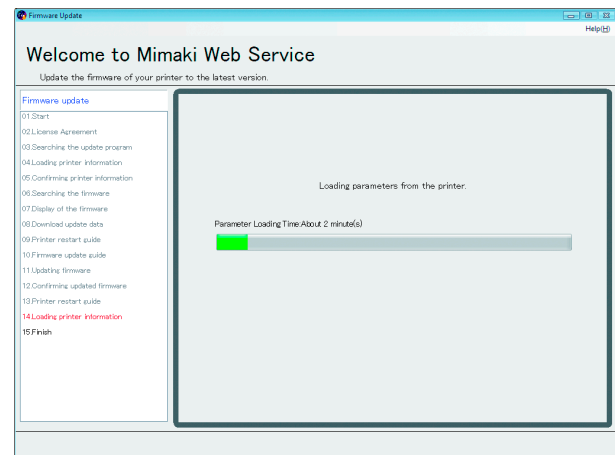 Firmware Update
Help(H)
Welcome to Mimaki Web Service
Update the firmware of your printer to the latest version.
Firmware update
01.Start
02.License Agreement
03.Searching the update program
04.Loading printer information
05.Confirming printer information
06.Searching the firmware
07.Display of the firmware
08.Download update data
09.Printer restart guide
10.Firmware update guide
11.Updating firmware
12.Confirming updated firmware
13.Printer restart guide
14.Loading printer information
15.Finish
Loading parameters from the printer.
Parameter Loading Time:About 2 minute(s)